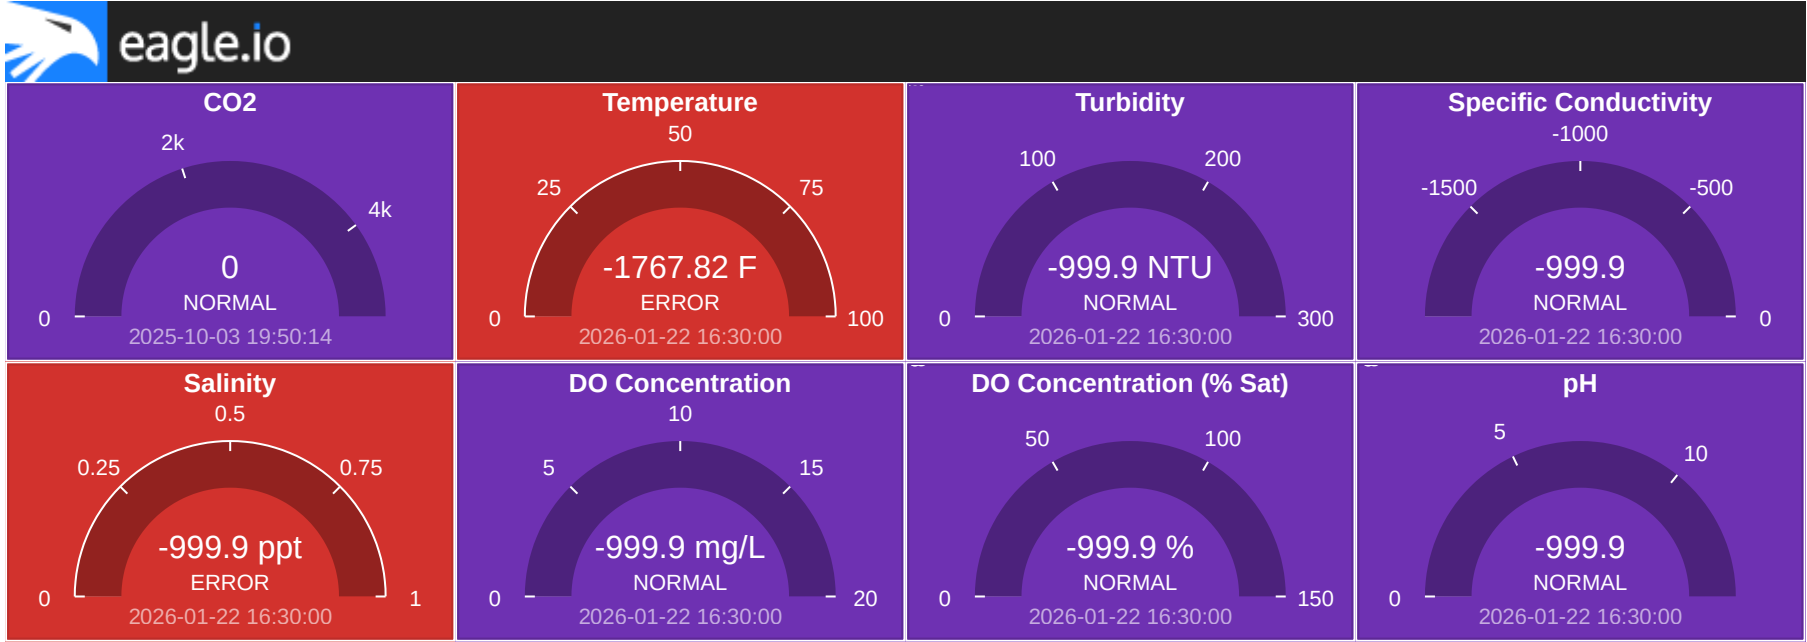 eagle.io
CO2
2k
4k
0
0
NORMAL
2025-10-03 19:50:14
Temperature
50
25
75
-1767.82 F
ERROR
0
100
2026-01-22 16:30:00
Turbidity
100
200
-999.9 NTU
NORMAL
0
300
2026-01-22 16:30:00
Specific Conductivity
-1000
-1500
-500
-999.9
NORMAL
0
2026-01-22 16:30:00
Salinity
0.5
0.25
0.75
-999.9 ppt
ERROR
0
1
2026-01-22 16:30:00
DO Concentration
10
5
15
-999.9 mg/L
NORMAL
0
20
2026-01-22 16:30:00
DO Concentration (% Sat)
50
100
-999.9 %
NORMAL
0
150
2026-01-22 16:30:00
pH
5
10
-999.9
NORMAL
0
2026-01-22 16:30:00